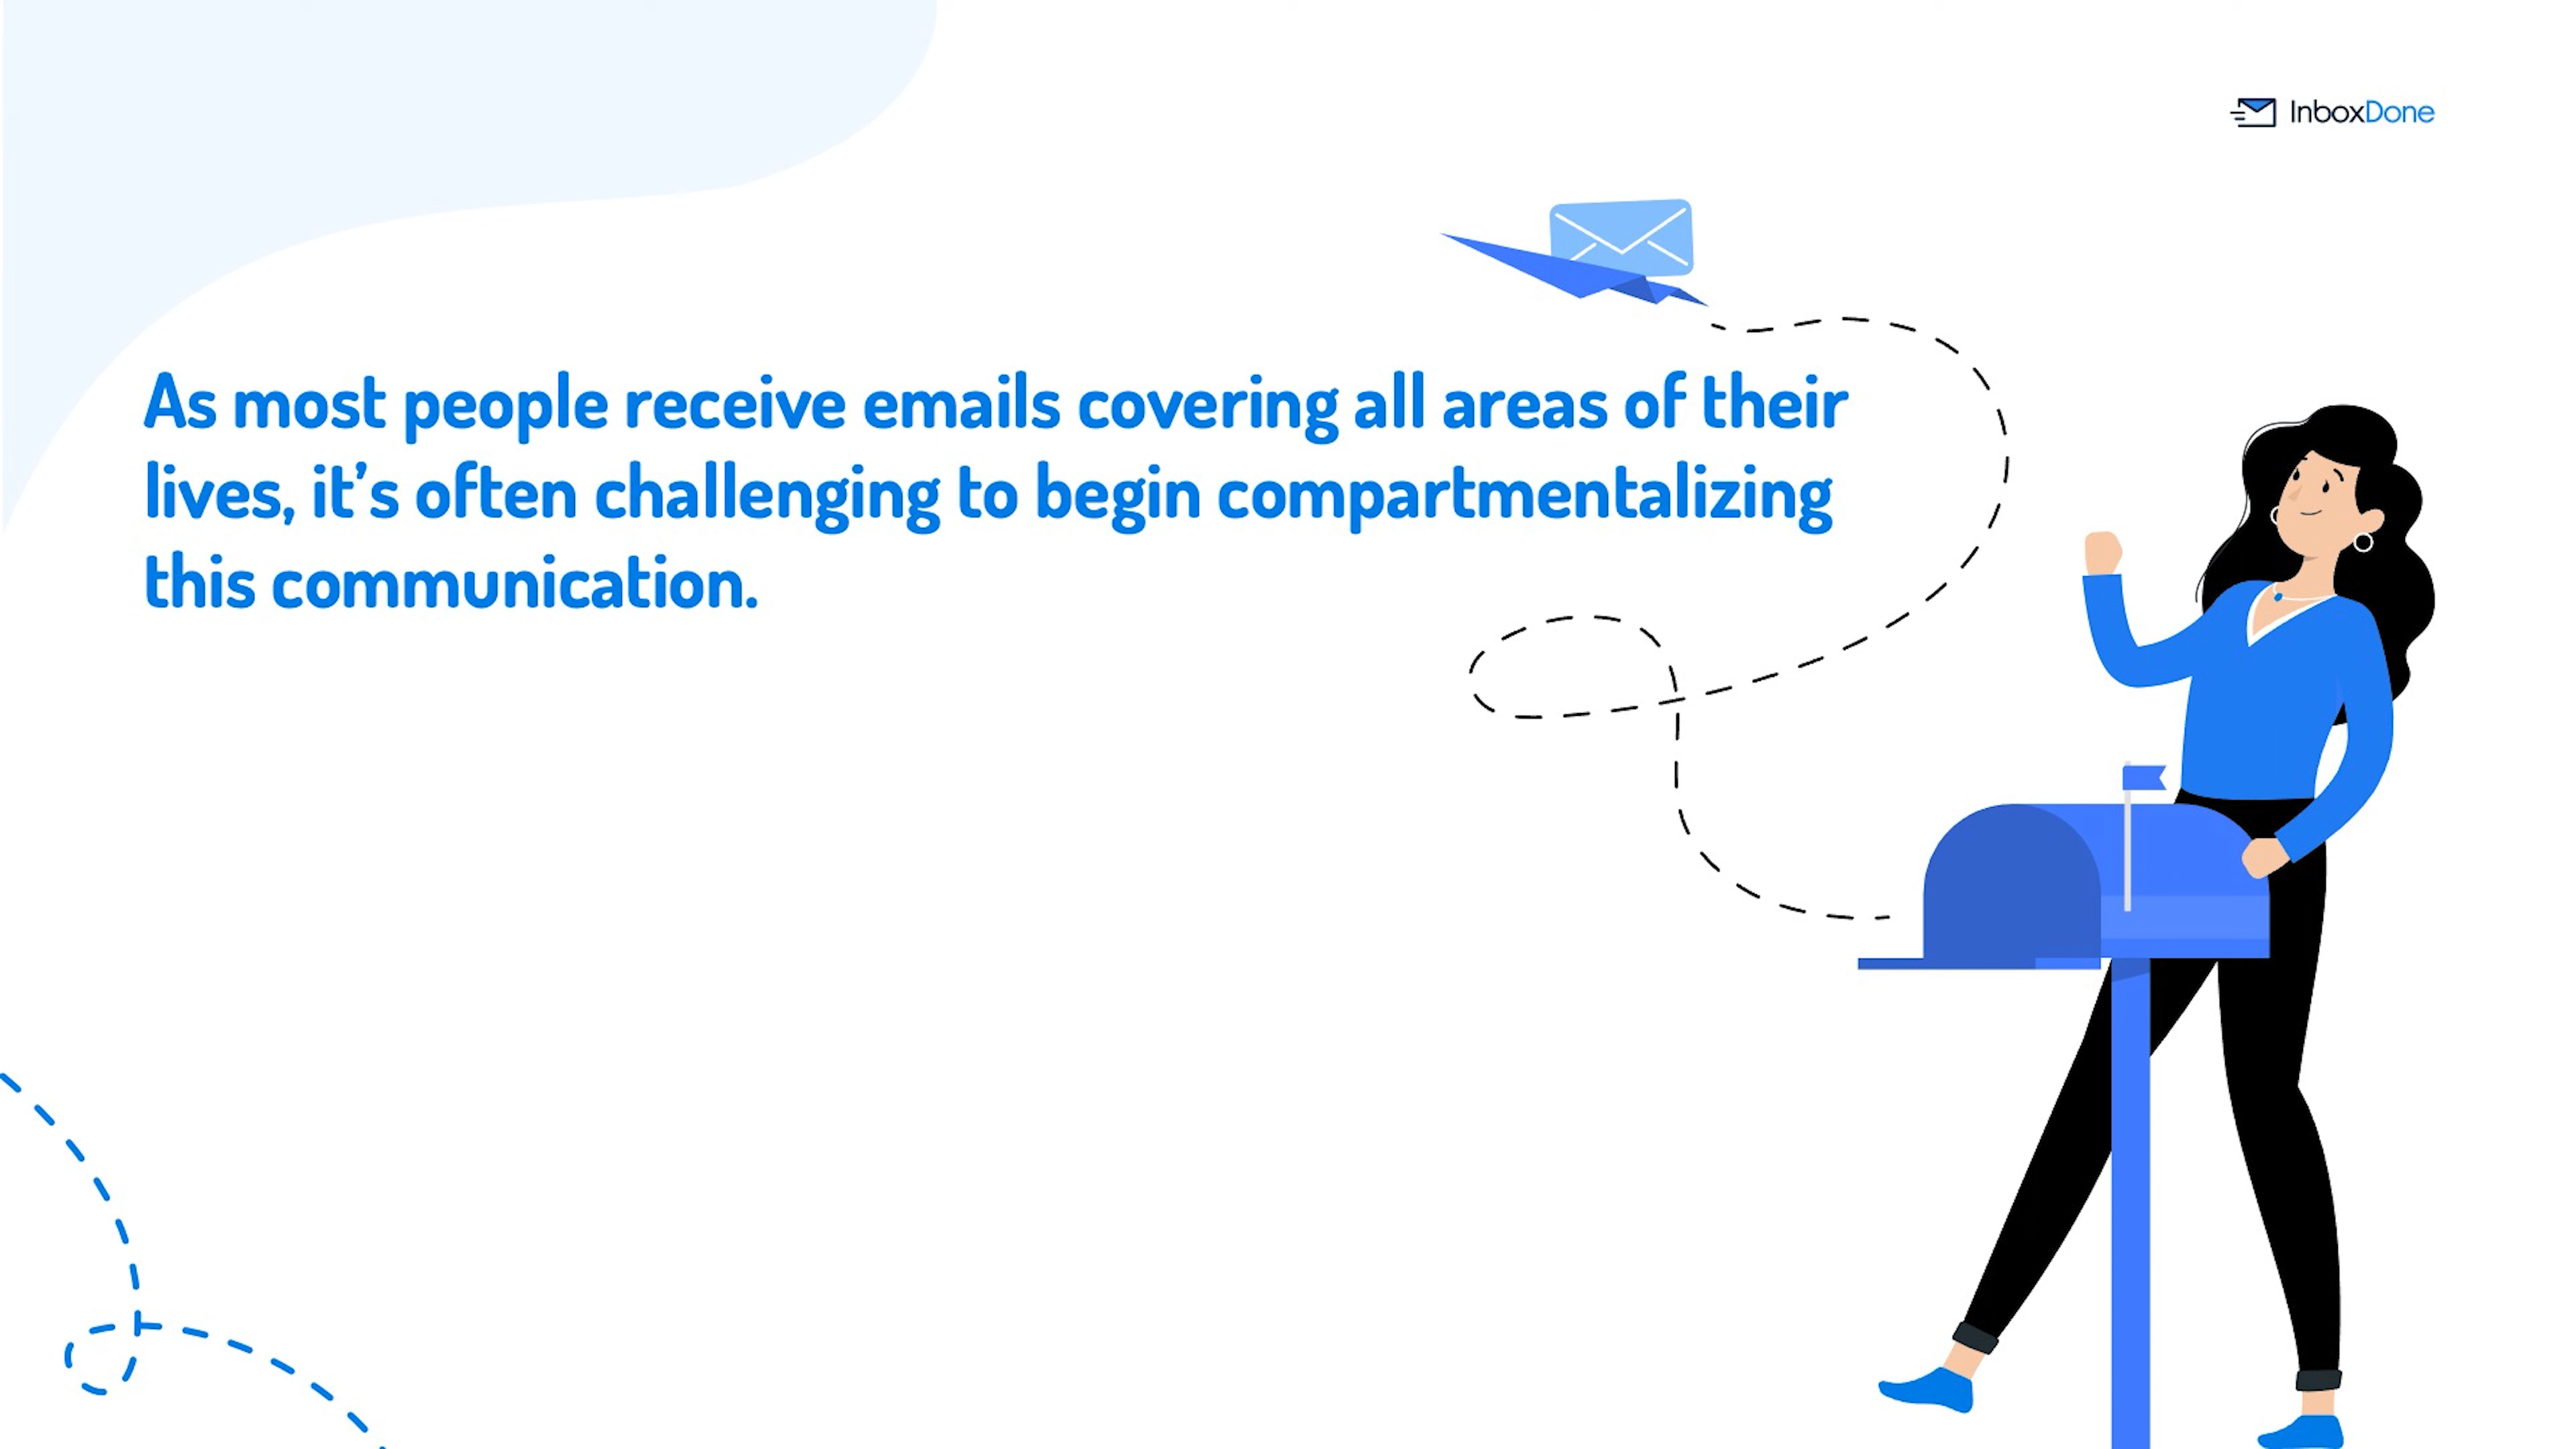 InboxDone
As most people receive emails covering all areas of their
lives, it’s often challenging to begin compartmentalizing
this communication.